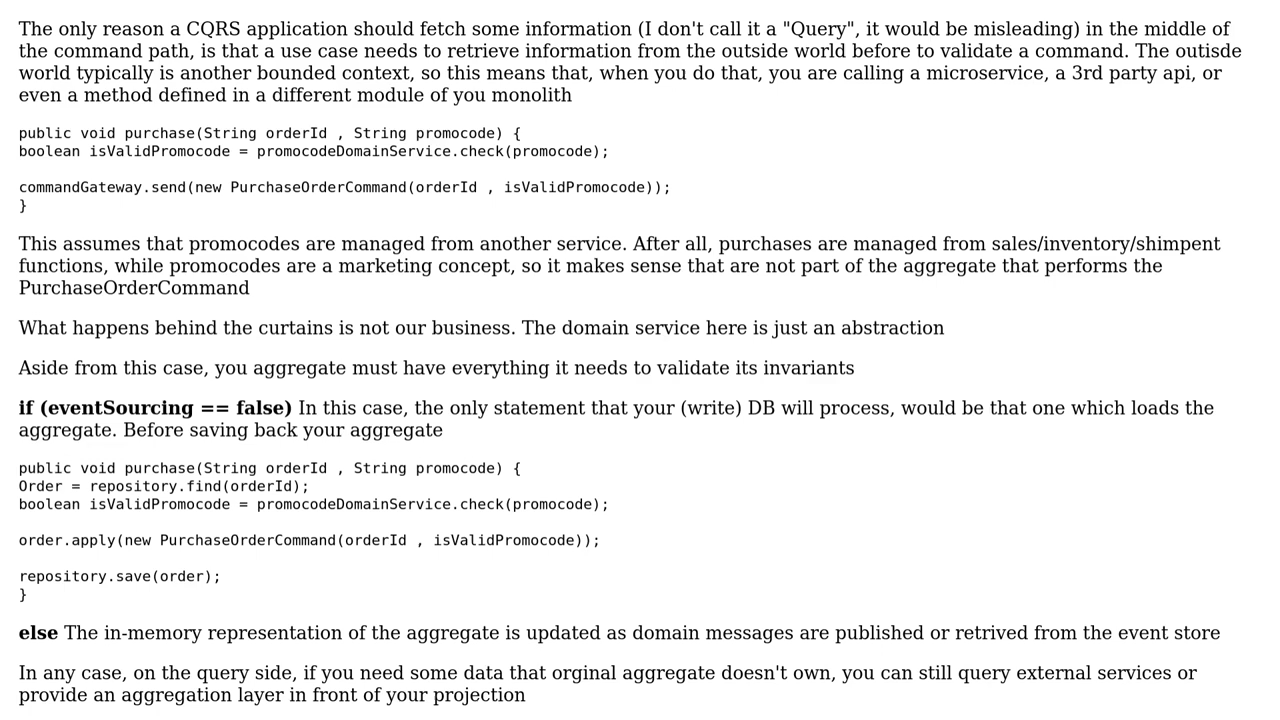 The only reason a CQRS application should fetch some information (I don't call it a "Query", it would be misleading) in the middle of
the command path, is that a use case needs to retrieve information from the outside world before to validate a command. The outisde
world typically is another bounded context, so this means that, when you do that, you are calling a microservice, a 3rd party api, or
even a method defined in a different module of you monolith
public void purchase(String orderId , String promocode) {
boolean isValidPromocode = promocodeDomainService.check(promocode);
commandGateway.send(new PurchaseOrderCommand(orderId , isValidPromocode));
}
This assumes that promocodes are managed from another service. After all, purchases are managed from sales/inventory/shimpent
functions, while promocodes are a marketing concept, so it makes sense that are not part of the aggregate that performs the
PurchaseOrderCommand
What happens behind the curtains is not our business. The domain service here is just an abstraction
Aside from this case, you aggregate must have everything it needs to validate its invariants
if (eventSourcing == false) In this case, the only statement that your (write) DB will process, would be that one which loads the
aggregate. Before saving back your aggregate
public void purchase(String orderId , String promocode) {
Order = repository.find(orderId);
boolean isValidPromocode = promocodeDomainService.check(promocode);
order.apply(new PurchaseOrderCommand(orderId , isValidPromocode));
repository.save(order);
}
else The in-memory representation of the aggregate is updated as domain messages are published or retrived from the event store
In any case, on the query side, if you need some data that orginal aggregate doesn't own, you can still query external services or
provide an aggregation layer in front of your projection